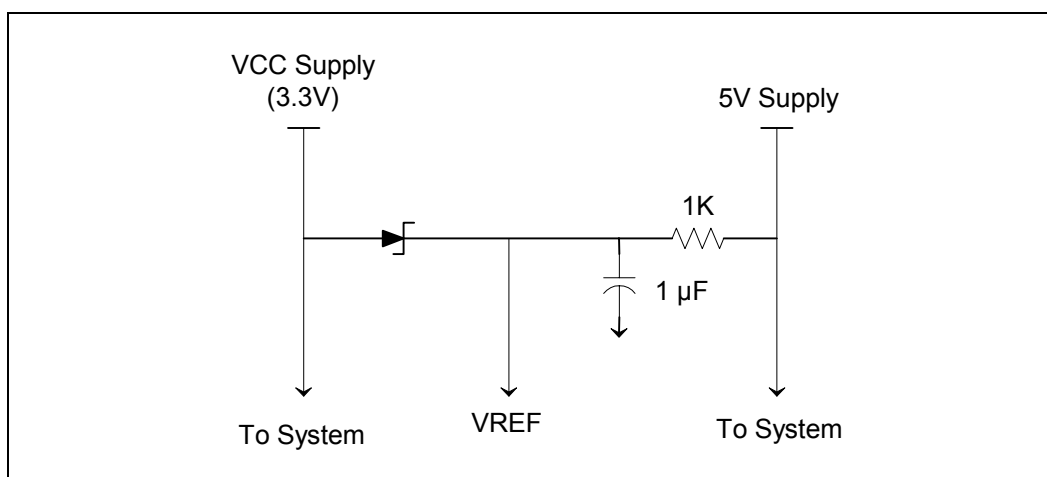 VCC Supply
(3.3V)
5V Supply
1K
1 µF
To System
VREF
To System